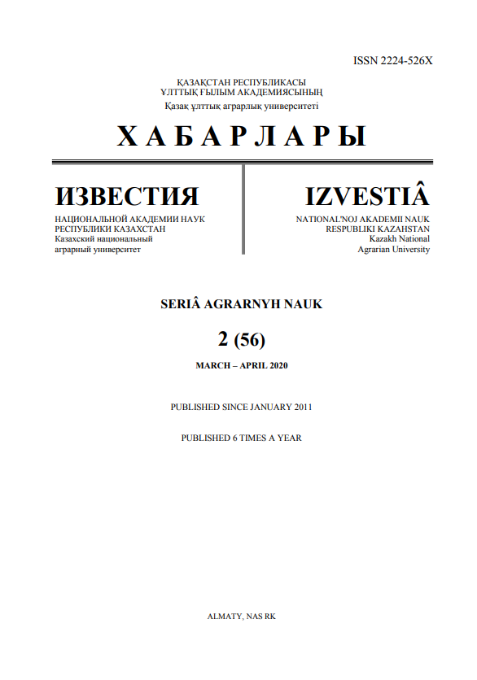 ISSN 2224-526X
ҚАЗАҚСТАН РЕСПУБЛИКАСЫ
ҰЛТТЫҚ ҒЫЛЫМ АКАДЕМИЯСЫНЫҢ
Қазақ ұлттық аграрлық университеті
Х А Б А Р Л А Р Ы
ИЗВЕСТИЯ
НАЦИОНАЛЬНОЙ АКАДЕМИИ НАУК
РЕСПУБЛИКИ КАЗАХСТАН
Казахский национальный
аграрный университет
IZVESTIÂ
NATIONAL'NOJ AKADEMII NAUK
RESPUBLIKI KAZAHSTAN
Kazakh National
Agrarian University
SERIÂ AGRARNYH NAUK
2 (56)
MARCH – APRIL 2020
PUBLISHED SINCE JANUARY 2011
PUBLISHED 6 TIMES A YEAR
ALMATY, NAS RK